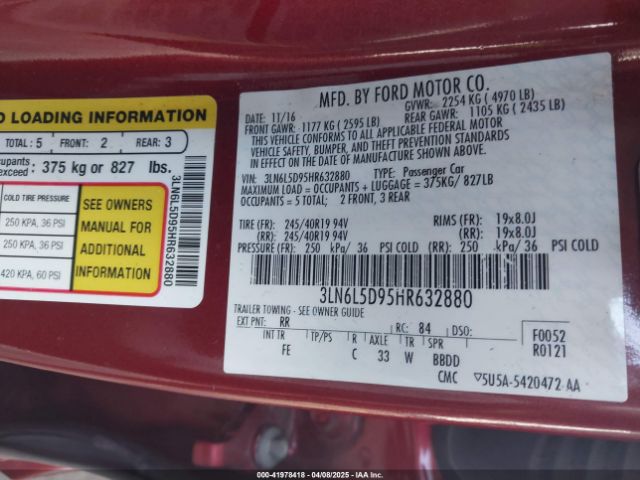 D LOADING INFORMATION
TOTAL: 5 FRONT: 2 REAR: 3
cupants
exceed: 375 kg or 827 lbs.
COLD TIRE PRESSURE
250 KPA, 36 PSI
250 KPA, 36 PSI
420 KPA, 60 PSI
SEE OWNERS
MANUAL FOR
ADDITIONAL
INFORMATION
3LN6L5D95HR632880
MFD. BY FORD MOTOR CO.
DATE: 11/16 GVWR: 2254 KG ( 4970 LB)
FRONT GAWR: 1177 KG ( 2595 LB) REAR GAWR: 1105 KG ( 2435 LB)
THIS VEHICLE CONFORMS TO ALL APPLICABLE FEDERAL MOTOR
VEHICLE SAFETY, BUMPER, AND THEFT PREVENTION STANDARDS
IN EFFECT ON THE DATE OF MANUFACTURE SHOWN ABOVE.
VIN: 3LN6L5D95HR632880 TYPE: Passenger Car
MAXIMUM LOAD = OCCUPANTS + LUGGAGE = 375KG/ 827LB
OCCUPANTS = 5 TOTAL; 2 FRONT, 3 REAR
TIRE (FR): 245/40R19 94V RIMS (FR): 19x8.0J
(RR): 245/40R19 94V (RR): 19x8.0J
PRESSURE (FR): 250 kPa/ 36 PSI COLD (RR): 250 kPa/ 36 PSI COLD
3LN6L5D95HR632880
TRAILER TOWING - SEE OWNER GUIDE
EXT PNT: RR RC: 84 DSO: F0052
INT TR TP/PS R AXLE TR SPR R0121
FE C 33 W BBDD
CMC 5U5A-5420472 AA
000-41978418 - 04/08/2025 - IAAI.com